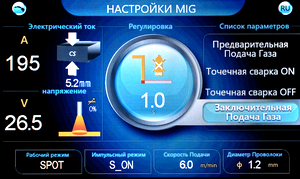 НАСТРОЙКИ MIG
RU
Электрический ток
A
195
CS
5.2mm
напряжение
V
26.5
0%
Регулировка
1.0
Список параметров
Предварительная
Подача Газа
Точечная сварка ON
Точечная сварка OFF
Заключительная
Подача Газа
Рабочий режим
SPOT
Импульсный режим
S_ON
Скорость Подачи
6.0 m/min
Диаметр Проволоки
ϕ 1.2 mm